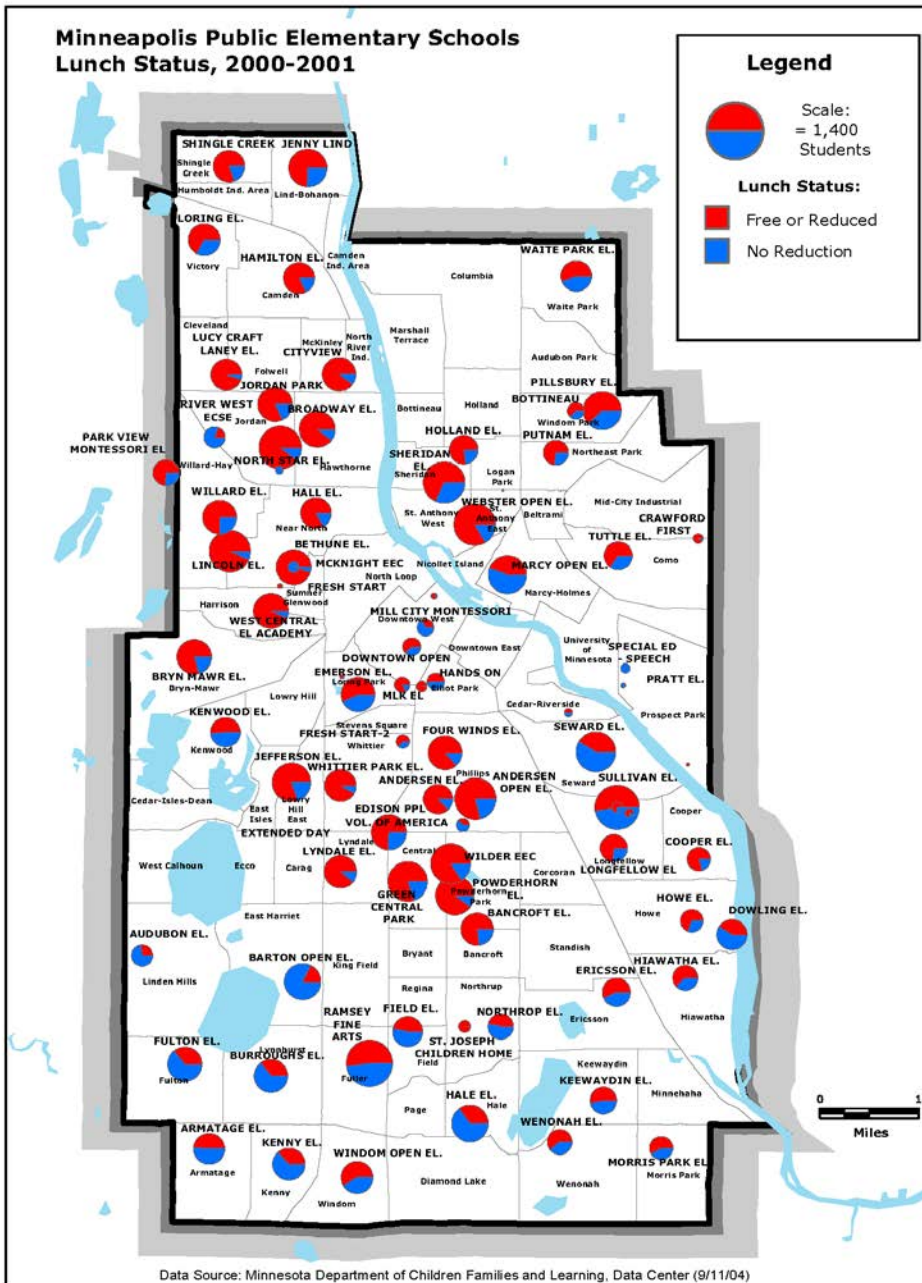 Minneapolis Public Elementary Schools
Lunch Status, 2000-2001
Legend
Scale:
= 1,400
Students
Lunch Status:
Free or Reduced
No Reduction
SHINGLE CREEK
JENNY LIND
Shingle
Creek
Humboldt Ind. Area
Lind-Bohanon
LORING EL.
Victory
HAMILTON EL.
Camden
Camden
Ind. Area
Columbia
WAITE PARK EL.
Waite Park
Cleveland
LUCY CRAFT
LANEY EL.
Folwell
McKinley
CITYVIEW
North
River
Ind.
Marshall
Terrace
Audubon Park
PILLSBURY EL.
JORDAN PARK
RIVER WEST
ECSE
Jordan
BROADWAY EL.
Bottineau
Holland
BOTTINEAU
Windom Park
PUTNAM EL.
Northeast Park
PARK VIEW
MONTESSORI EL
Willard-Hay
NORTH STAR EL.
Hawthorne
HOLLAND EL.
SHERIDAN
EL.
Sheridan
Logan
Park
WILLARD EL.
HALL EL.
Near North
St. Anthony
West
WEBSTER OPEN EL.
St.
Anthony
East
Beltrami
Mid-City Industrial
CRAWFORD
FIRST
TUTTLE EL.
Como
BETHUNE EL.
LINCOLN EL.
MCKNIGHT EEC
North Loop
Nicollet Island
MARCY OPEN EL.
Marcy-Holmes
FRESH START
Sumner
Glenwood
Harrison
WEST CENTRAL
EL ACADEMY
MILL CITY MONTESSORI
Downtown West
DOWNTOWN OPEN
Downtown East
University
of
Minnesota
SPECIAL ED
- SPEECH
PRATT EL.
BRYN MAWR EL.
Bryn-Mawr
Lowry Hill
EMERSON EL.
Loring Park
MLK EL
HANDS ON
Elliot Park
Cedar-Riverside
Prospect Park
KENWOOD EL.
Kenwood
Stevens Square
FRESH START-2
Whittier
FOUR WINDS EL.
SEWARD EL.
Seward
JEFFERSON EL.
WHITTIER PARK EL.
Phillips
ANDERSEN EL.
ANDERSEN
OPEN EL.
SULLIVAN EL.
Cedar-Isles-Dean
East
Isles
Lowry
Hill
East
EDISON PPL
VOL. OF AMERICA
Cooper
EXTENDED DAY
Lyndale
Central
COOPER EL.
West Calhoun
Ecco
Carag
LYNDALE EL.
WILDER EEC
Corcoran
Longfellow
LONGFELLOW EL
GREEN
CENTRAL
PARK
POWDERHORN
EL.
Powderhorn
Park
East Harriet
BANCROFT EL.
Bancroft
HOWE EL.
Howe
DOWLING EL.
AUDUBON EL.
Linden Hills
BARTON OPEN EL.
King Field
Bryant
Standish
HIAWATHA EL.
Regina
Northrup
ERICSSON EL.
Ericsson
Hiawatha
RAMSEY
FINE
ARTS
FIELD EL.
NORTHROP EL.
ST. JOSEPH
CHILDREN HOME
Field
FULTON EL.
Fulton
Lynnhurst
BURROUGHS EL.
Fuller
Keewaydin
KEEWAYDIN EL.
Minnehaha
Page
HALE EL.
Hale
WENONAH EL.
Wenonah
ARMATAGE EL.
Armatage
KENNY EL.
Kenny
WINDOM OPEN EL.
Windom
Diamond Lake
MORRIS PARK EL
Morris Park
0
1
Miles
Data Source: Minnesota Department of Children Families and Learning, Data Center (9/11/04)